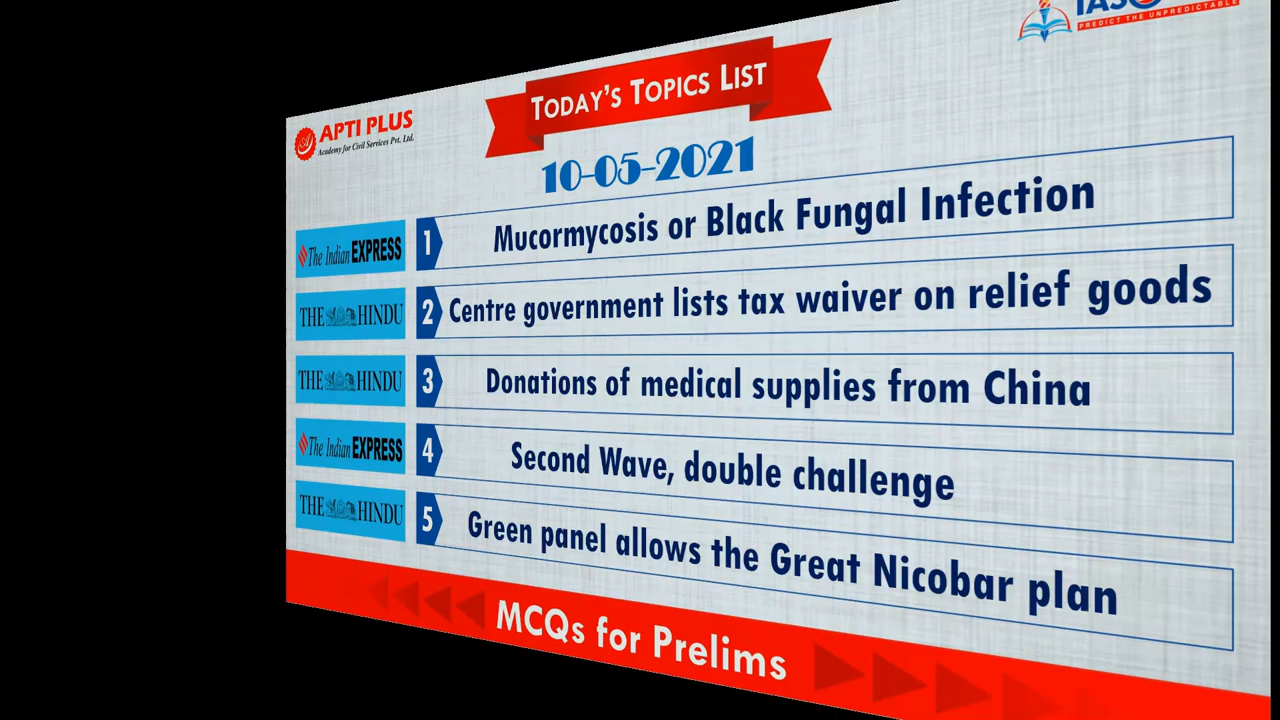 PREDICT THE UNPREDICTABLE
TODAY'S TOPICS LIST
APTI PLUS
Academy for Civil Services Pvt. Ltd.
10-05-2021
The Indian EXPRESS
1
Mucormycosis or Black Fungal Infection
THE HINDU
2
Centre government lists tax waiver on relief goods
THE HINDU
3
Donations of medical supplies from China
The Indian EXPRESS
4
Second Wave, double challenge
THE HINDU
5
Green panel allows the Great Nicobar plan
MCQs for Prelims